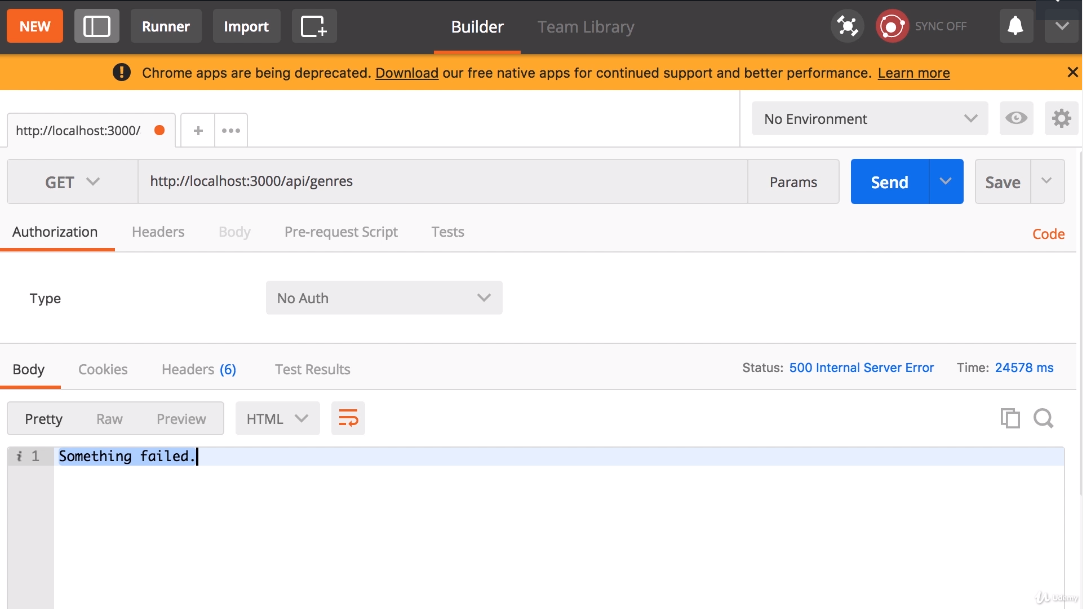 NEW Runner Import Builder Team Library SYNC OFF
Chrome apps are being deprecated. Download our free native apps for continued support and better performance. Learn more
http://localhost:3000/ No Environment
GET http://localhost:3000/api/genres Params Send Save
Authorization Headers Body Pre-request Script Tests Code
Type No Auth
Body Cookies Headers (6) Test Results Status: 500 Internal Server Error Time: 24578 ms
Pretty Raw Preview HTML
i 1 Something failed.
Udemy